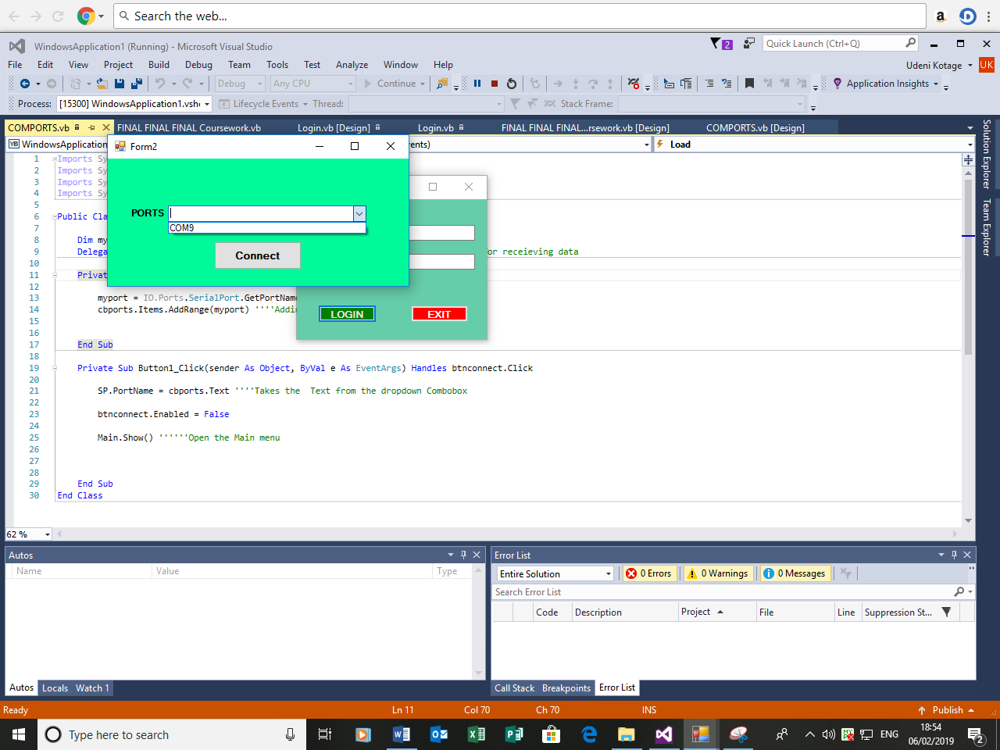 Search the web...
WindowsApplication1 (Running) - Microsoft Visual Studio
2
Quick Launch (Ctrl+Q)
File Edit View Project Build Debug Team Tools Test Analyze Window Help
Udeni Kotage UK
Debug Any CPU Continue Application Insights
Process: [15300] WindowsApplication1.vsh Lifecycle Events Thread: Stack Frame:
COMPORTS.vb FINAL FINAL FINAL Coursework.vb Login.vb [Design] Login.vb FINAL FINAL FINAL...rsework.vb [Design] COMPORTS.vb [Design]
VB WindowsApplication ents) Load
Form2
PORTS
COM9
Connect
LOGIN EXIT
Solution Explorer
Team Explorer
1 Imports Sy
2 Imports Sy
3 Imports Sy
4 Imports Sy
5
6 Public Cla
7
8 Dim my
9 Delega or receieving data
10
11 Privat
12
13 myport = IO.Ports.SerialPort.GetPortName
14 cbports.Items.AddRange(myport) ''''Addin
15
16
17 End Sub
18
19 Private Sub Button1_Click(sender As Object, ByVal e As EventArgs) Handles btnconnect.Click
20
21 SP.PortName = cbports.Text ''''Takes the  Text from the dropdown Combobox
22
23 btnconnect.Enabled = False
24
25 Main.Show() ''''''Open the Main menu
26
27
28
29 End Sub
30 End Class
62 %
Autos
Name Value Type
Autos Locals Watch 1
Error List
Entire Solution 0 Errors 0 Warnings 0 Messages
Search Error List
Code Description Project File Line Suppression St...
Call Stack Breakpoints Error List
Ready Ln 11 Col 70 Ch 70 INS Publish
Type here to search
ENG
18:54
06/02/2019
2